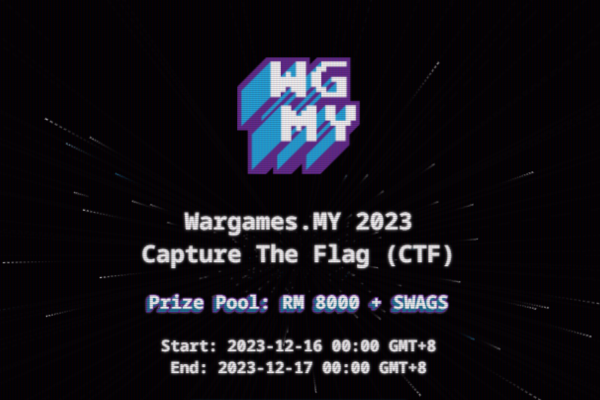 WG
MY
Wargames.MY 2023
Capture The Flag (CTF)
Prize Pool: RM 8000 + SWAGS
Start: 2023-12-16 00:00 GMT+8
End: 2023-12-17 00:00 GMT+8